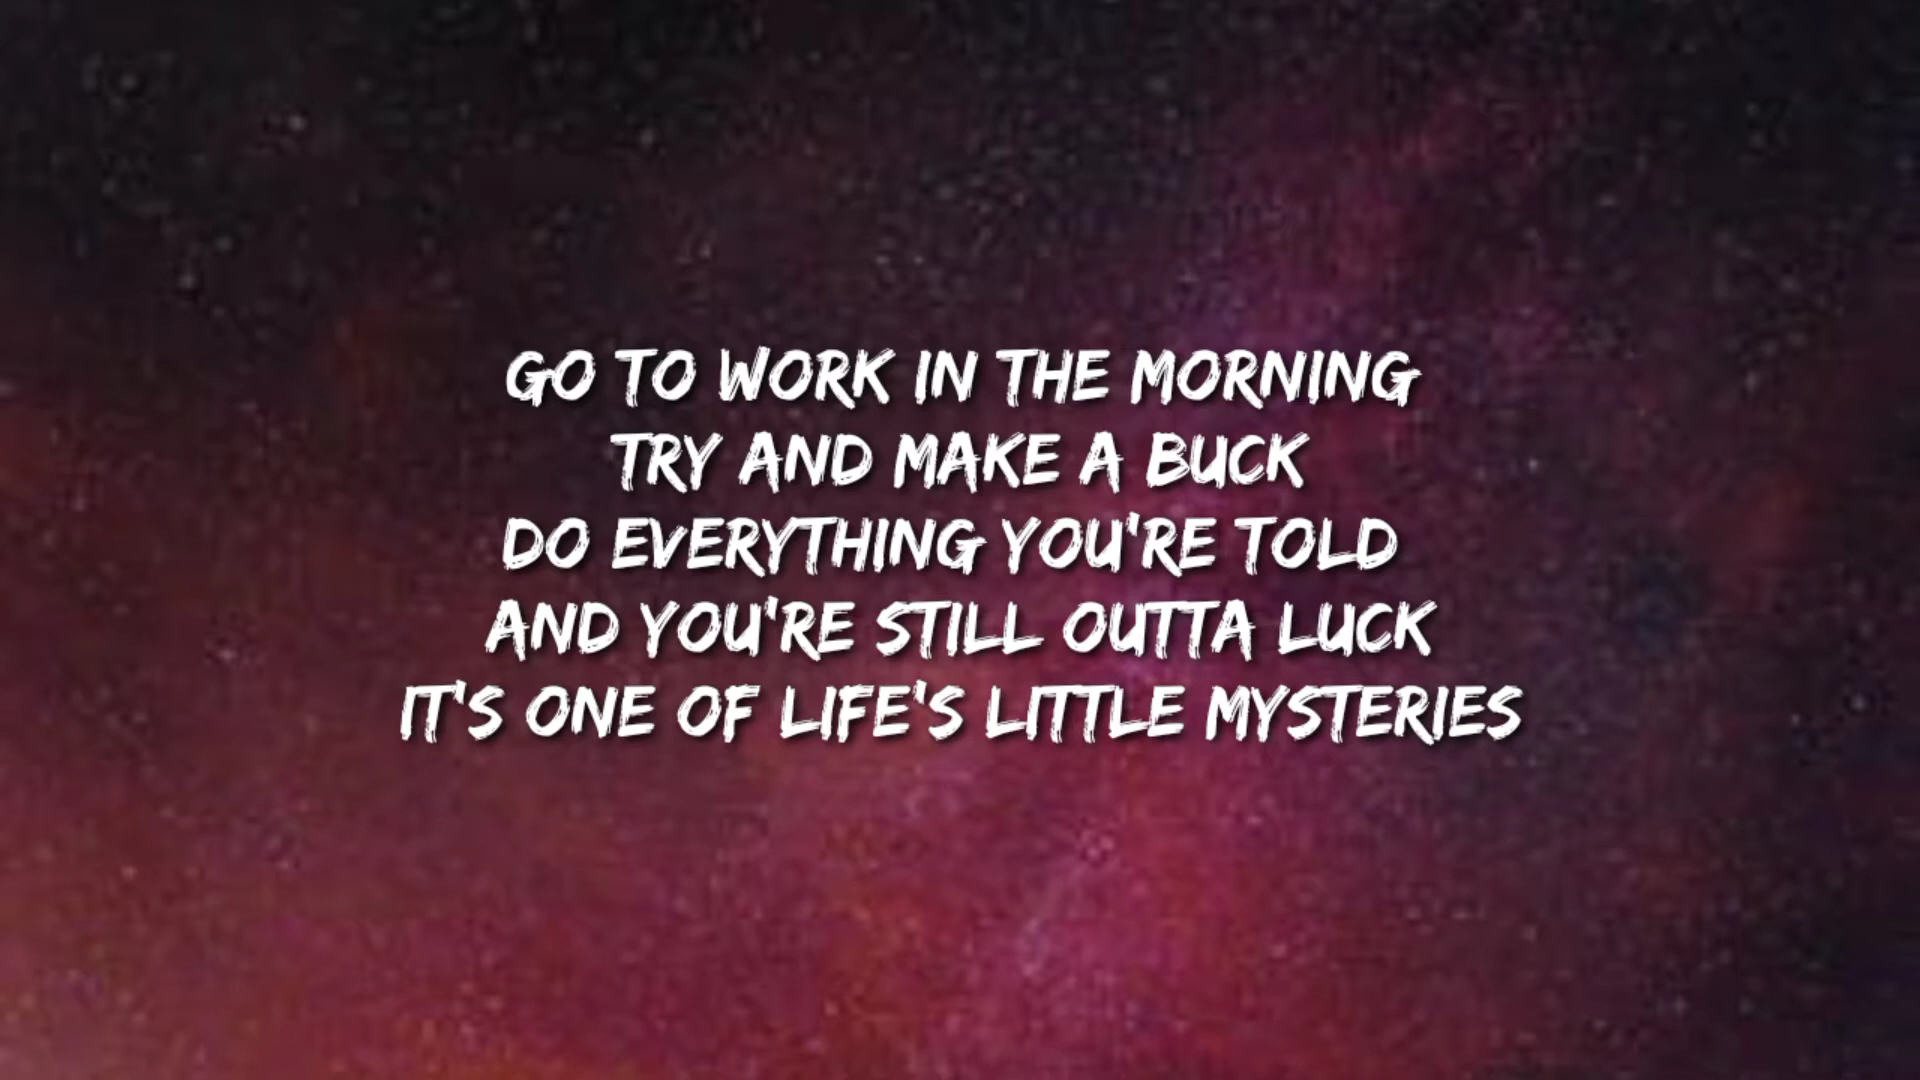 GO TO WORK IN THE MORNING
TRY AND MAKE A BUCK
DO EVERYTHING YOU'RE TOLD
AND YOU'RE STILL OUTTA LUCK
IT'S ONE OF LIFE'S LITTLE MYSTERIES